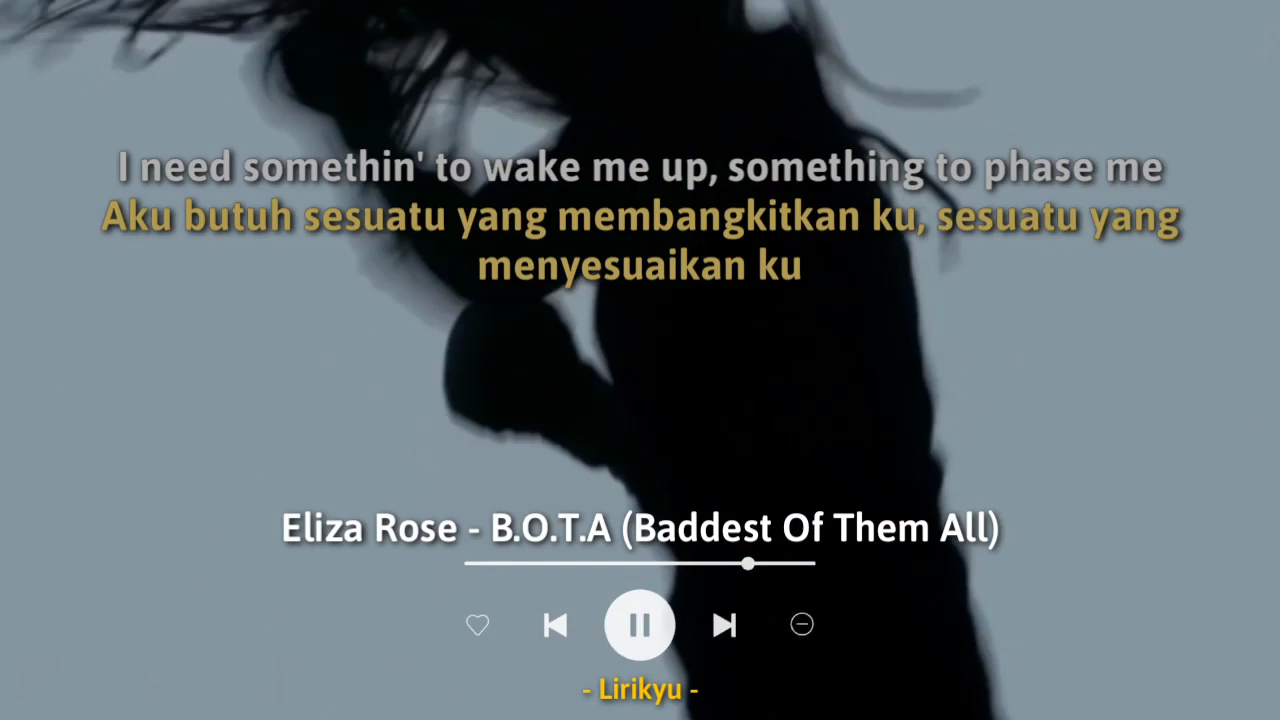 I need somethin' to wake me up, something to phase me
Aku butuh sesuatu yang membangkitkan ku, sesuatu yang
menyesuaikan ku
Eliza Rose - B.O.T.A (Baddest Of Them All)
- Lirikyu -